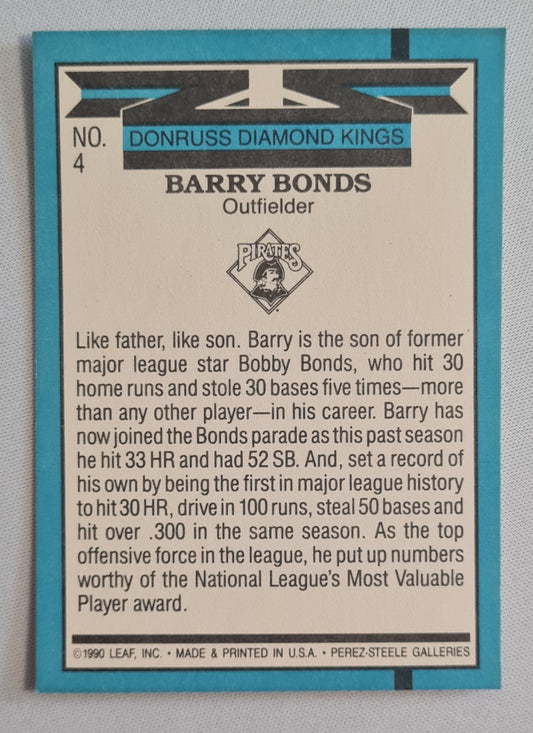 NO.
4
DONRUSS DIAMOND KINGS
BARRY BONDS
Outfielder
PIRATES
Like father, like son. Barry is the son of former
major league star Bobby Bonds, who hit 30
home runs and stole 30 bases five times—more
than any other player—in his career. Barry has
now joined the Bonds parade as this past season
he hit 33 HR and had 52 SB. And, set a record of
his own by being the first in major league history
to hit 30 HR, drive in 100 runs, steal 50 bases and
hit over .300 in the same season. As the top
offensive force in the league, he put up numbers
worthy of the National League's Most Valuable
Player award.
©1990 LEAF, INC. • MADE & PRINTED IN U.S.A. • PEREZ-STEELE GALLERIES